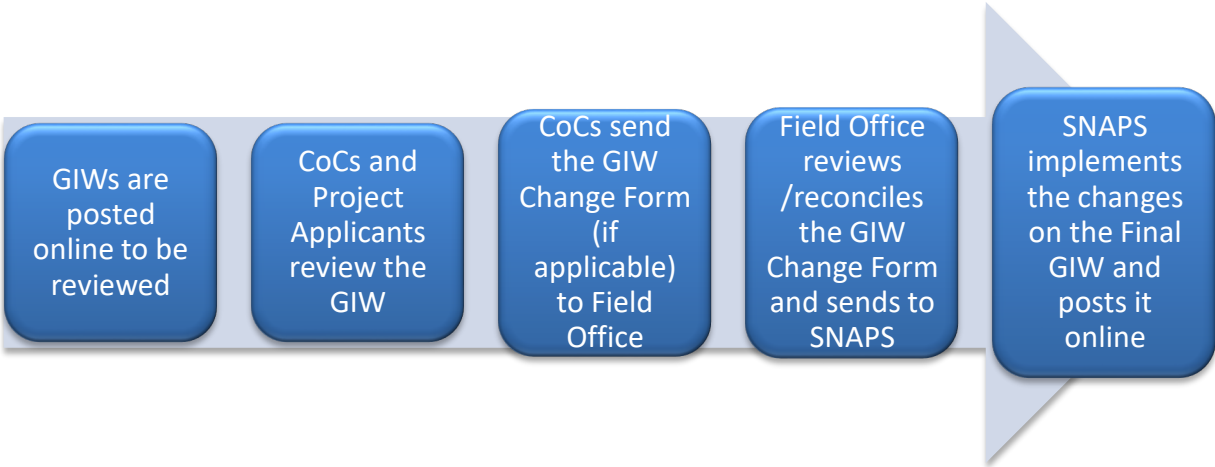 GIWs are
posted
online to be
reviewed
CoCs and
Project
Applicants
review the
GIW
CoCs send
the GIW
Change Form
(if
applicable)
to Field
Office
Field Office
reviews
/reconciles
the GIW
Change Form
and sends to
SNAPS
SNAPS
implements
the changes
on the Final
GIW and
posts it
online